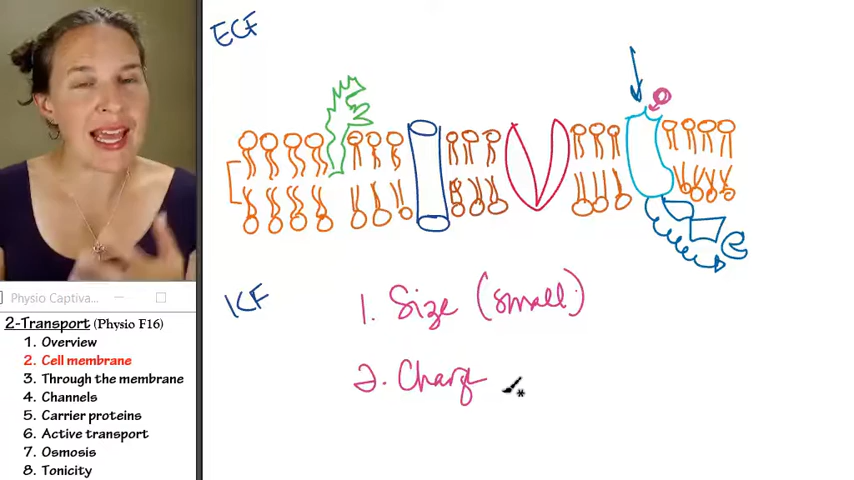 ECF
ICF
1. Size (small)
2. Charge
Physio Captiva...
2-Transport (Physio F16)
1. Overview
2. Cell membrane
3. Through the membrane
4. Channels
5. Carrier proteins
6. Active transport
7. Osmosis
8. Tonicity